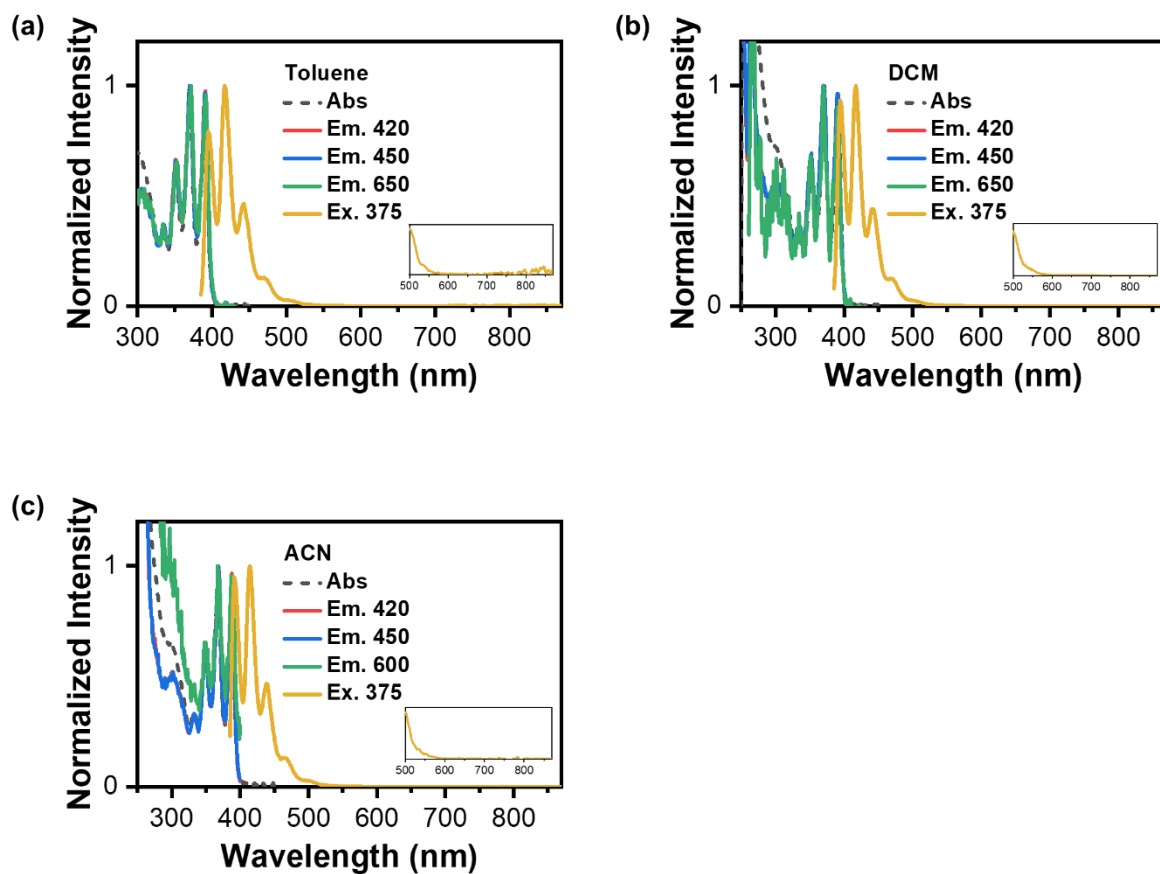 (a)
Normalized Intensity
1
0
Toluene
Abs
Em. 420
Em. 450
Em. 650
Ex. 375
500 600 700 800
300 400 500 600 700 800
Wavelength (nm)
(b)
Normalized Intensity
1
0
DCM
Abs
Em. 420
Em. 450
Em. 650
Ex. 375
500 600 700 800
300 400 500 600 700 800
Wavelength (nm)
(c)
Normalized Intensity
1
0
ACN
Abs
Em. 420
Em. 450
Em. 600
Ex. 375
500 600 700 800
300 400 500 600 700 800
Wavelength (nm)